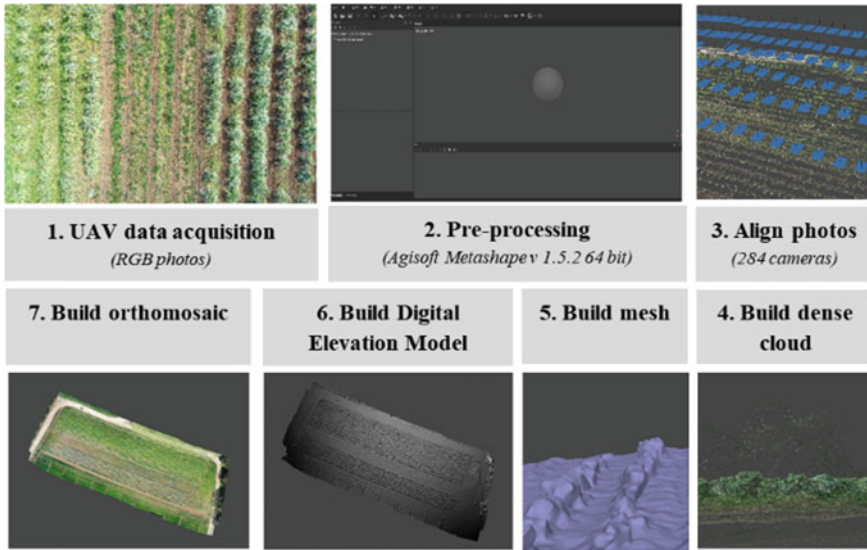 1. UAV data acquisition
(RGB photos)
2. Pre-processing
(Agisoft Metashape v 1.5.2 64 bit)
3. Align photos
(284 cameras)
7. Build orthomosaic
6. Build Digital
Elevation Model
5. Build mesh
4. Build dense
cloud